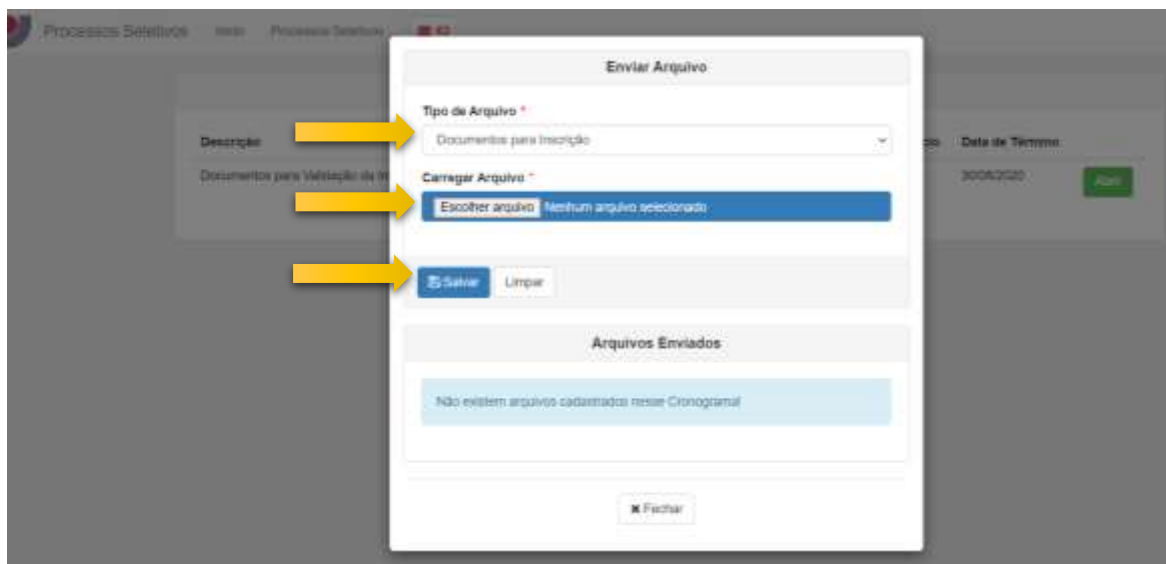 Processos Seletivos Início Processos Seletivos
Enviar Arquivo
Tipo de Arquivo *
Documentos para Inscrição
Descrição
Data de Término
Documentos para Validação da
30/08/2020
Abrir
Carregar Arquivo *
Escolher arquivo Nenhum arquivo selecionado
Salvar Limpar
Arquivos Enviados
Não existem arquivos cadastrados nesse Cronograma!
Fechar